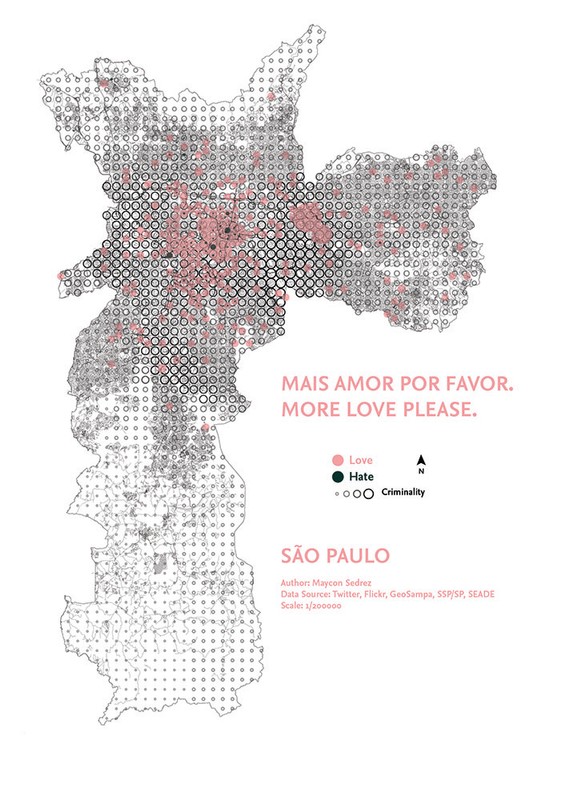 MAIS AMOR POR FAVOR.
MORE LOVE PLEASE.
Love
Hate
Criminality
N
SÃO PAULO
Author: Maycon Sedrez
Data Source: Twitter, Flickr, GeoSampa, SSP/SP, SEADE
Scale: 1/200000